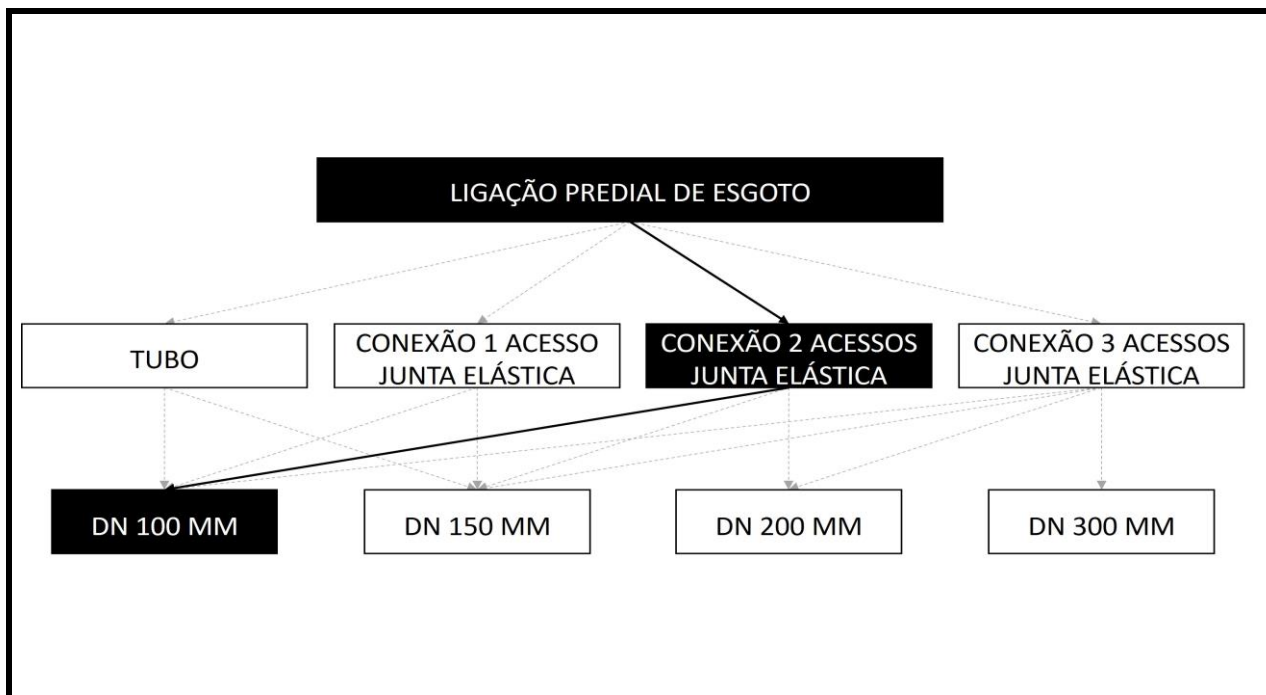 LIGAÇÃO PREDIAL DE ESGOTO
TUBO
CONEXÃO 1 ACESSO
JUNTA ELÁSTICA
CONEXÃO 2 ACESSOS
JUNTA ELÁSTICA
CONEXÃO 3 ACESSOS
JUNTA ELÁSTICA
DN 100 MM
DN 150 MM
DN 200 MM
DN 300 MM